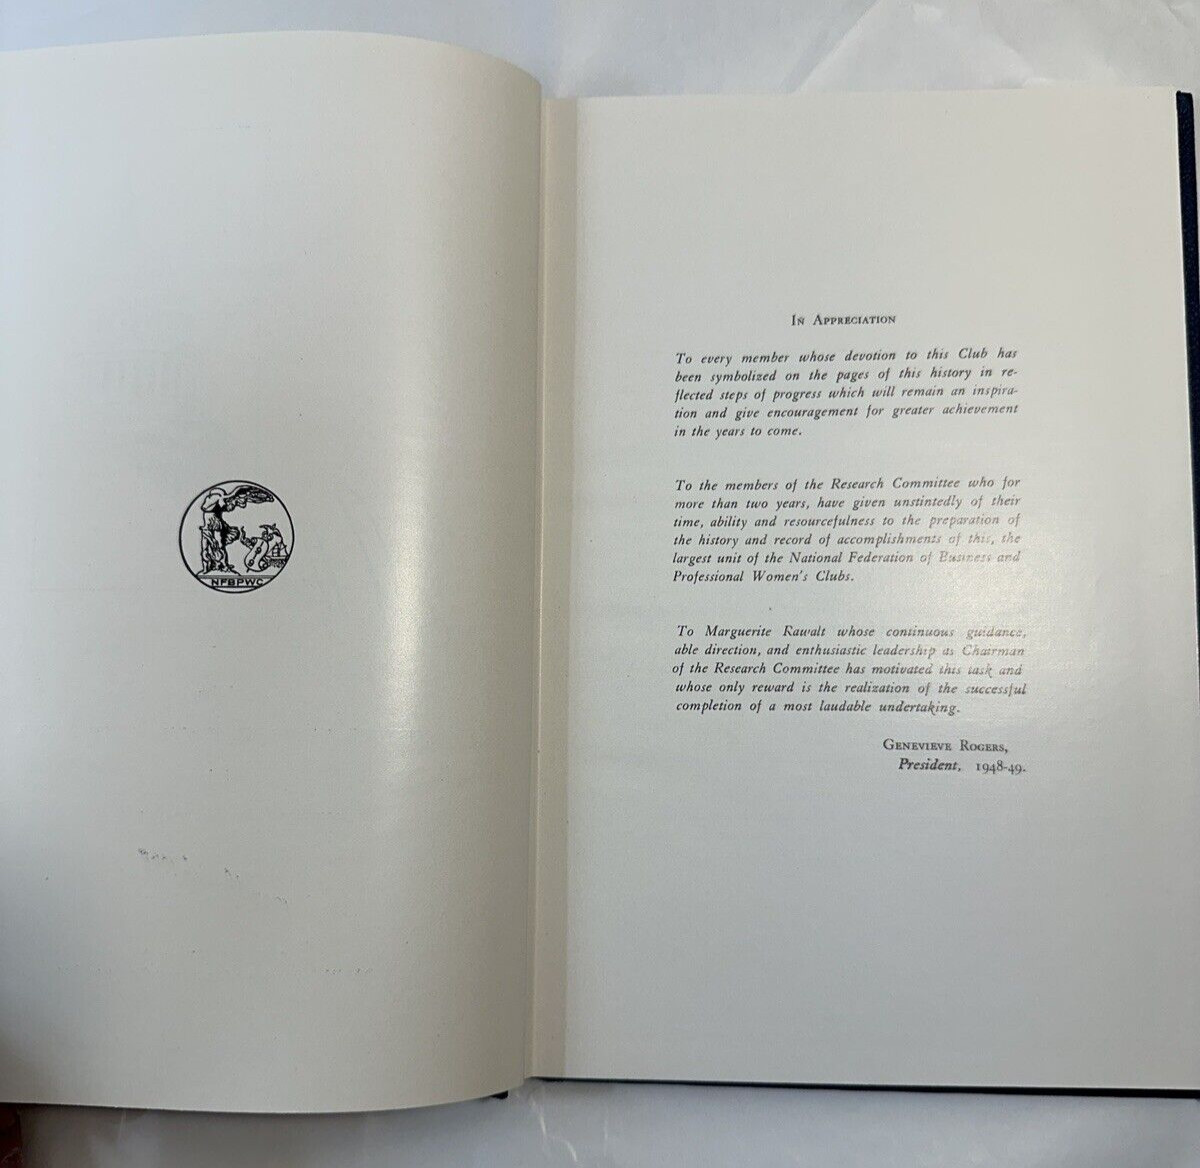 NFBPWC
In Appreciation
To every member whose devotion to this Club has
been symbolized on the pages of this history in re-
flected steps of progress which will remain an inspira-
tion and give encouragement for greater achievement
in the years to come.
To the members of the Research Committee who for
more than two years, have given unstintedly of their
time, ability and resourcefulness to the preparation of
the history and record of accomplishments of this, the
largest unit of the National Federation of Business and
Professional Women's Clubs.
To Marguerite Rawalt whose continuous guidance,
able direction, and enthusiastic leadership as Chairman
of the Research Committee has motivated this task and
whose only reward is the realization of the successful
completion of a most laudable undertaking.
Genevieve Rogers,
President, 1948-49.